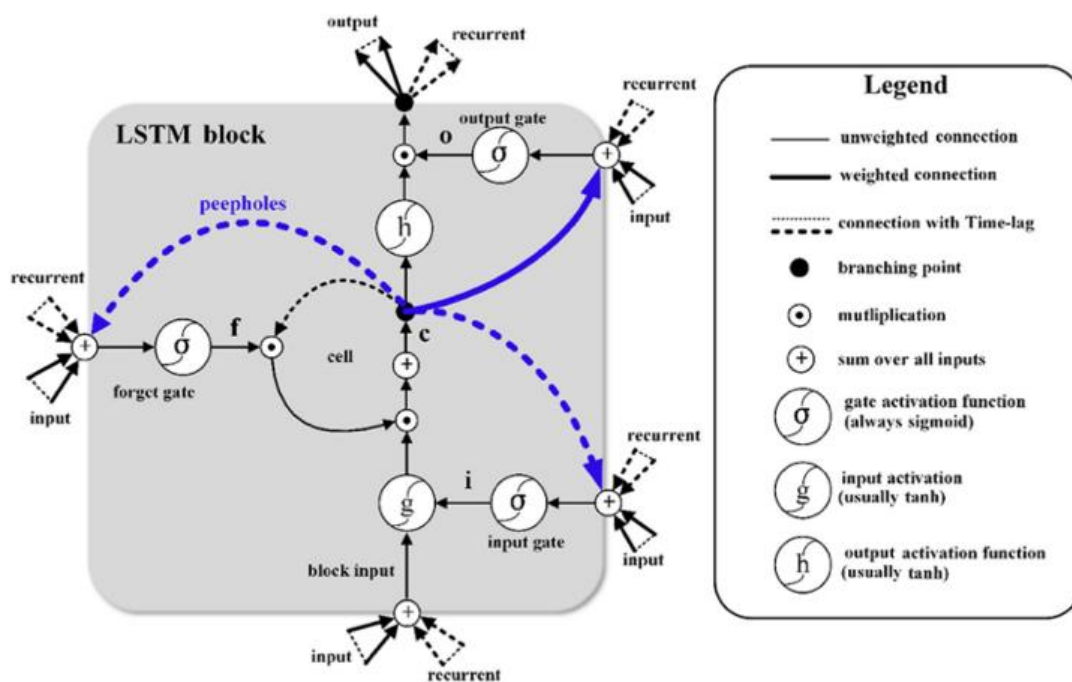 output
recurrent
recurrent
LSTM block
output gate
o
σ
+
input
peepholes
h
recurrent
c
f
σ
cell
+
+
forget gate
input
recurrent
i
g
σ
+
input gate
input
block input
+
input
recurrent
Legend
unweighted connection
weighted connection
connection with Time-lag
branching point
mutliplication
+
sum over all inputs
σ
gate activation function
(always sigmoid)
g
input activation
(usually tanh)
h
output activation function
(usually tanh)